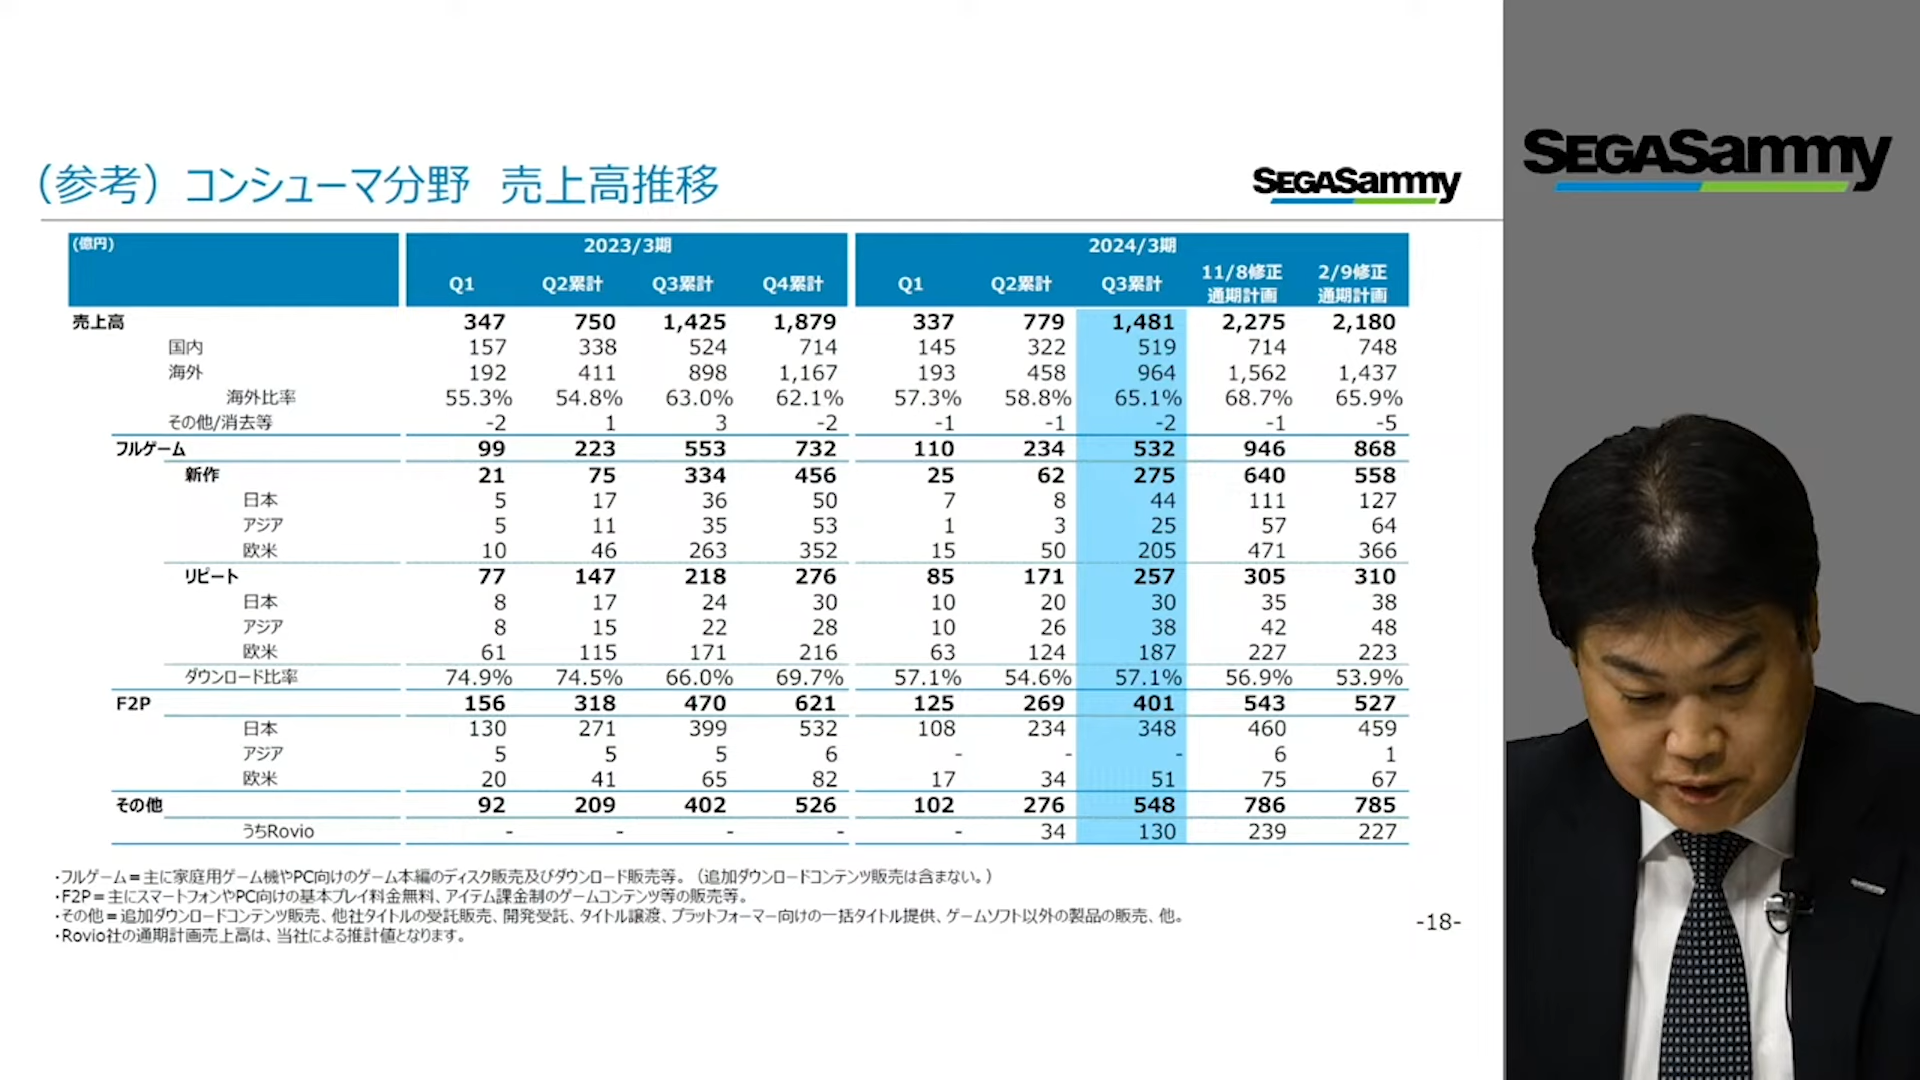 (参考) コンシューマ分野 売上高推移
SEGASammy
SEGASammy
(億円) 2023/3期 2024/3期
Q1 Q2累計 Q3累計 Q4累計 Q1 Q2累計 Q3累計 11/8修正 通期計画 2/9修正 通期計画
売上高 347 750 1,425 1,879 337 779 1,481 2,275 2,180
国内 157 338 524 714 145 322 519 714 748
海外 192 411 898 1,167 193 458 964 1,562 1,437
海外比率 55.3% 54.8% 63.0% 62.1% 57.3% 58.8% 65.1% 68.7% 65.9%
その他/消去等 -2 1 3 -2 -1 -1 -2 -1 -5
フルゲーム 99 223 553 732 110 234 532 946 868
新作 21 75 334 456 25 62 275 640 558
日本 5 17 36 50 7 8 44 111 127
アジア 5 11 35 53 1 3 25 57 64
欧米 10 46 263 352 15 50 205 471 366
リピート 77 147 218 276 85 171 257 305 310
日本 8 17 24 30 10 20 30 35 38
アジア 8 15 22 28 10 26 38 42 48
欧米 61 115 171 216 63 124 187 227 223
ダウンロード比率 74.9% 74.5% 66.0% 69.7% 57.1% 54.6% 57.1% 56.9% 53.9%
F2P 156 318 470 621 125 269 401 543 527
日本 130 271 399 532 108 234 348 460 459
アジア 5 5 5 6 - - - 6 1
欧米 20 41 65 82 17 34 51 75 67
その他 92 209 402 526 102 276 548 786 785
うちRovio - - - - - 34 130 239 227
・フルゲーム＝主に家庭用ゲーム機やPC向けのゲーム本編のディスク販売及びダウンロード販売等。（追加ダウンロードコンテンツ販売は含まない。）
・F2P＝主にスマートフォンやPC向けの基本プレイ料金無料、アイテム課金制のゲームコンテンツ等の販売等。
・その他＝追加ダウンロードコンテンツ販売、他社タイトルの受託販売、開発受託、タイトル譲渡、プラットフォーマー向けの一括タイトル提供、ゲームソフト以外の製品の販売、他。
・Rovio社の通期計画売上高は、当社による推計値となります。
-18-